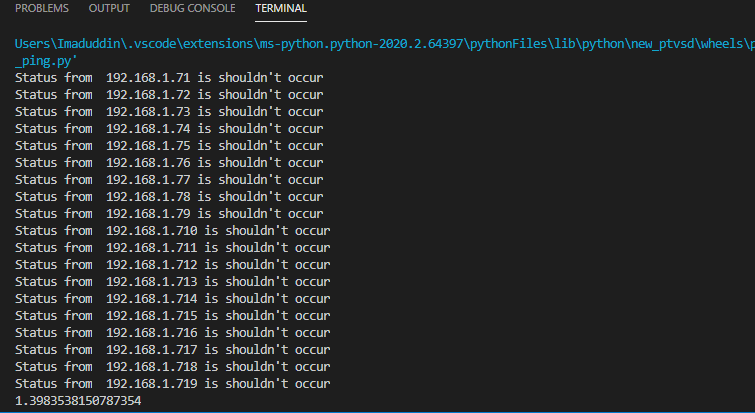 PROBLEMS OUTPUT DEBUG CONSOLE TERMINAL
Users\Imaduddin\.vscode\extensions\ms-python.python-2020.2.64397\pythonFiles\lib\python\new_ptvsd\wheels\p
_ping.py'
Status from  192.168.1.71 is shouldn't occur
Status from  192.168.1.72 is shouldn't occur
Status from  192.168.1.73 is shouldn't occur
Status from  192.168.1.74 is shouldn't occur
Status from  192.168.1.75 is shouldn't occur
Status from  192.168.1.76 is shouldn't occur
Status from  192.168.1.77 is shouldn't occur
Status from  192.168.1.78 is shouldn't occur
Status from  192.168.1.79 is shouldn't occur
Status from  192.168.1.710 is shouldn't occur
Status from  192.168.1.711 is shouldn't occur
Status from  192.168.1.712 is shouldn't occur
Status from  192.168.1.713 is shouldn't occur
Status from  192.168.1.714 is shouldn't occur
Status from  192.168.1.715 is shouldn't occur
Status from  192.168.1.716 is shouldn't occur
Status from  192.168.1.717 is shouldn't occur
Status from  192.168.1.718 is shouldn't occur
Status from  192.168.1.719 is shouldn't occur
1.3983538150787354